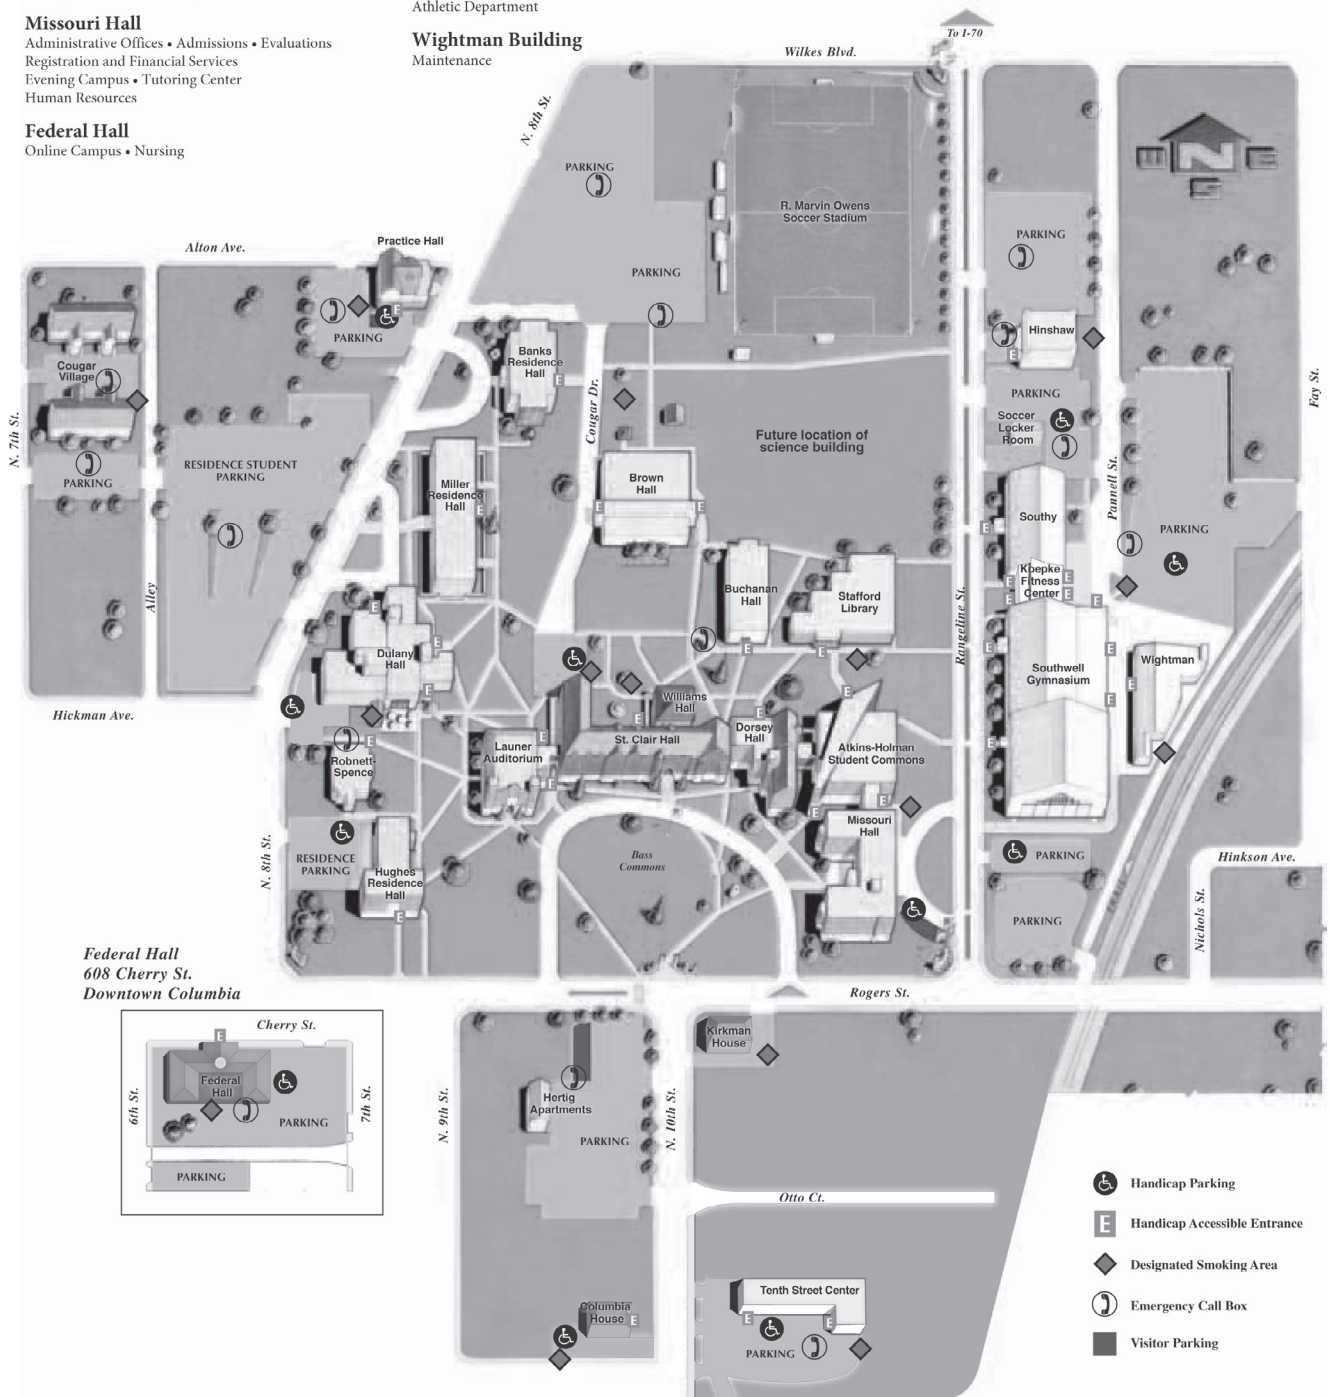 Missouri Hall
Administrative Offices • Admissions • Evaluations
Registration and Financial Services
Evening Campus • Tutoring Center
Human Resources
Federal Hall
Online Campus • Nursing
Athletic Department
Wightman Building
Maintenance
To I-70
Wilkes Blvd.
N. 8th St.
PARKING
R. Marvin Owens
Soccer Stadium
PARKING
PARKING
N
E
E
S
Alton Ave.
Practice Hall
E
PARKING
Hinshaw
E
Cougar
Village
Banks
Residence
Hall
E
Cougar Dr.
PARKING
Soccer
Locker
Room
Fay St.
N. 7th St.
PARKING
RESIDENCE STUDENT
PARKING
Future location of
science building
Miller
Residence
Hall
E
Brown
Hall
E
E
Southy
E
Pannell St.
PARKING
Alley
Buchanan
Hall
E
Stafford
Library
E
Rangeline St.
Koepke
Fitness
Center
E
E
E
E
E
Dulany
Hall
E
E
E
Southwell
Gymnasium
E
E
E
E
Wightman
E
Hickman Ave.
Williams
Hall
E
St. Clair Hall
Dorsey
Hall
E
Launer
Auditorium
E
E
Atkins-Holman
Student Commons
E
E
E
Robnett-
Spence
E
Missouri
Hall
N. 8th St.
RESIDENCE
PARKING
Hughes
Residence
Hall
E
Bass
Commons
PARKING
PARKING
Hinkson Ave.
Nichols St.
Rogers St.
Federal Hall
608 Cherry St.
Downtown Columbia
Cherry St.
E
Federal
Hall
6th St.
7th St.
PARKING
PARKING
Kirkman
House
N. 9th St.
Hertig
Apartments
PARKING
N. 10th St.
Otto Ct.
Columbia
House
E
Tenth Street Center
E
E
PARKING
Handicap Parking
E Handicap Accessible Entrance
Designated Smoking Area
Emergency Call Box
Visitor Parking